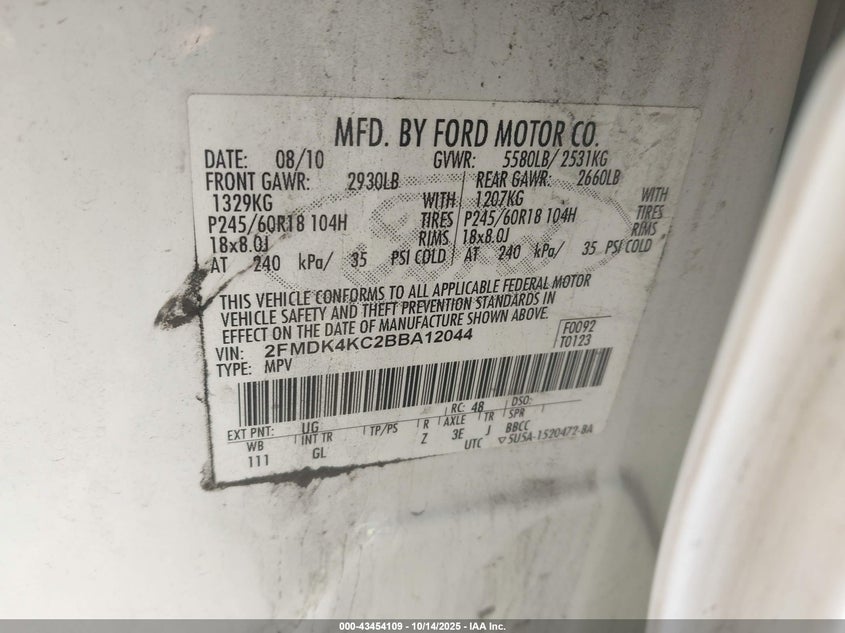 MFD. BY FORD MOTOR CO.
DATE: 08/10 GVWR: 5580LB/ 2531KG
FRONT GAWR: 2930LB REAR GAWR: 2660LB
1329KG WITH 1207KG WITH
P245/60R18 104H TIRES P245/60R18 104H TIRES
18x8.0J RIMS 18x8.0J RIMS
AT 240 kPa/ 35 PSI COLD AT 240 kPa/ 35 PSI COLD
THIS VEHICLE CONFORMS TO ALL APPLICABLE FEDERAL MOTOR
VEHICLE SAFETY AND THEFT PREVENTION STANDARDS IN
EFFECT ON THE DATE OF MANUFACTURE SHOWN ABOVE.
VIN: 2FMDK4KC2BBA12044 F0092
TYPE: MPV T0123
EXT PNT: UG RC: 48 DSO:
WB INT TR TP/PS R AXLE TR SPR
111 GL Z 3E J BBCC
UTC 5U5A-1520472-BA
000-43454109 - 10/14/2025 - IAA Inc.